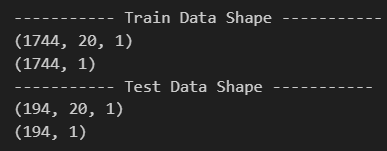 ----------- Train Data Shape -----------
(1744, 20, 1)
(1744, 1)
----------- Test Data Shape -----------
(194, 20, 1)
(194, 1)